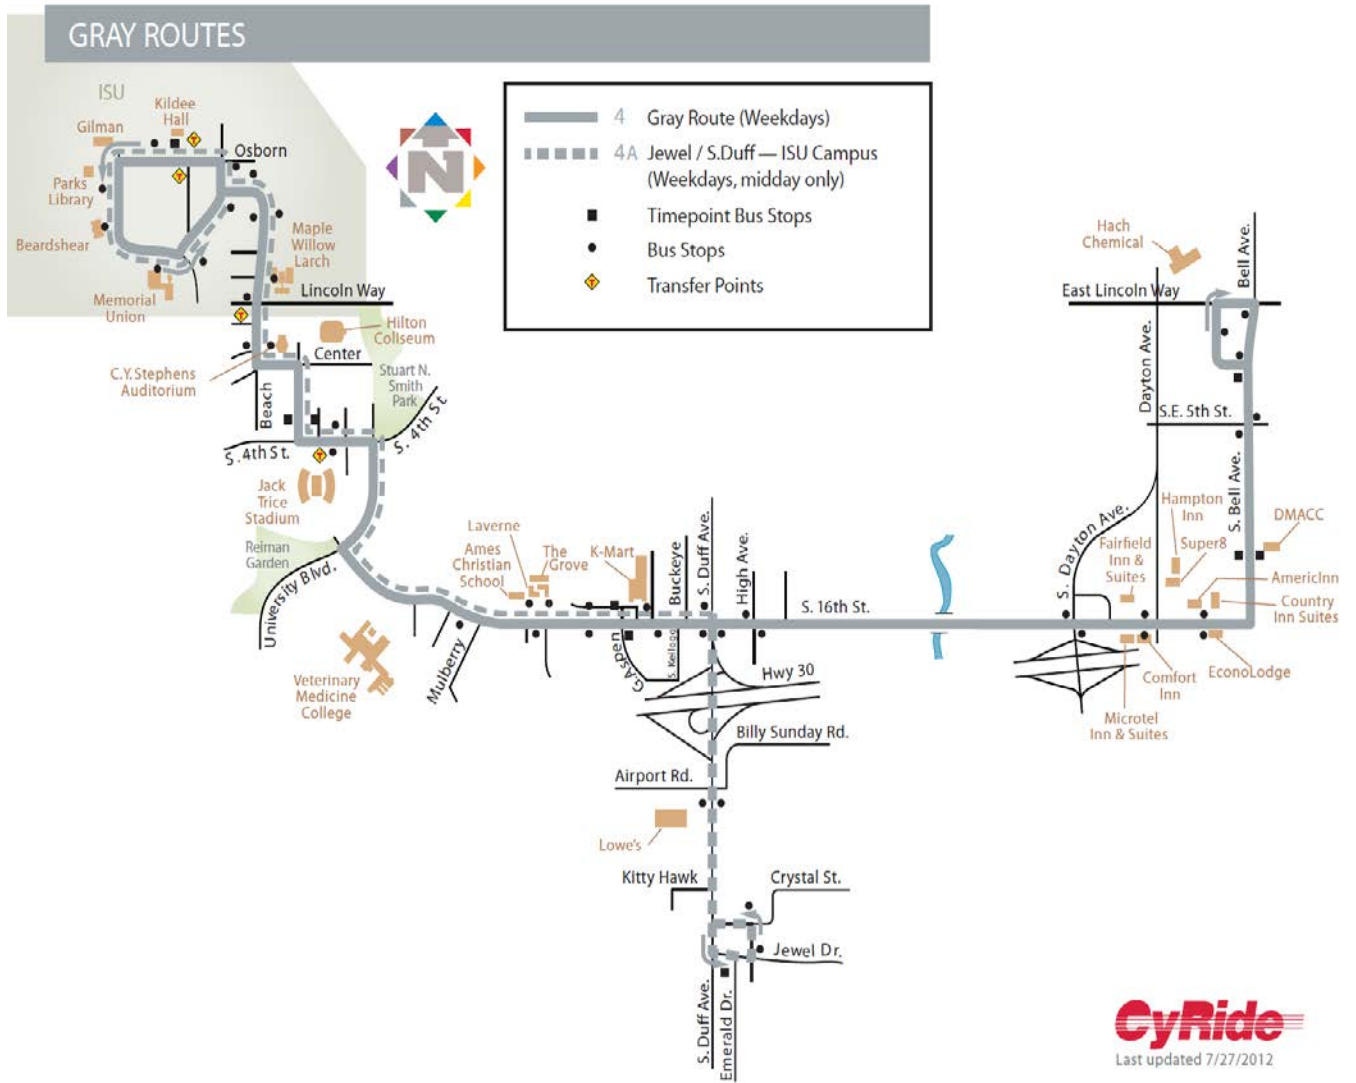 GRAY ROUTES
ISU
Kildee
Hall
Gilman
T
Osborn
T
Parks
Library
Beardshear
Maple
Willow
Larch
Memorial
Union
Lincoln Way
T
N
4 Gray Route (Weekdays)
4A Jewel / S.Duff — ISU Campus
(Weekdays, midday only)
Timepoint Bus Stops
Bus Stops
T Transfer Points
Hilton
Coliseum
Center
C.Y. Stephens
Auditorium
Stuart N.
Smith
Park
Beach
S. 4th St.
S. 4th St
T
Jack
Trice
Stadium
Reiman
Garden
University Blvd.
Veterinary
Medicine
College
Mulberry
Laverne
Ames
Christian
School
The
Grove
K-Mart
Buckeye
S. Duff Ave.
High Ave.
S. 16th St.
G.Aspen
S. Kellogg
Hwy 30
Billy Sunday Rd.
Airport Rd.
Lowe's
Kitty Hawk
Crystal St.
Jewel Dr.
S. Duff Ave.
Emerald Dr.
Hach
Chemical
Bell Ave.
East Lincoln Way
Dayton Ave.
S.E. 5th St.
S. Bell Ave.
S. Dayton Ave.
Hampton
Inn
DMACC
Fairfield
Inn &
Suites
Super8
AmericInn
Country
Inn Suites
EconoLodge
Comfort
Inn
Microtel
Inn & Suites
CyRide
Last updated 7/27/2012